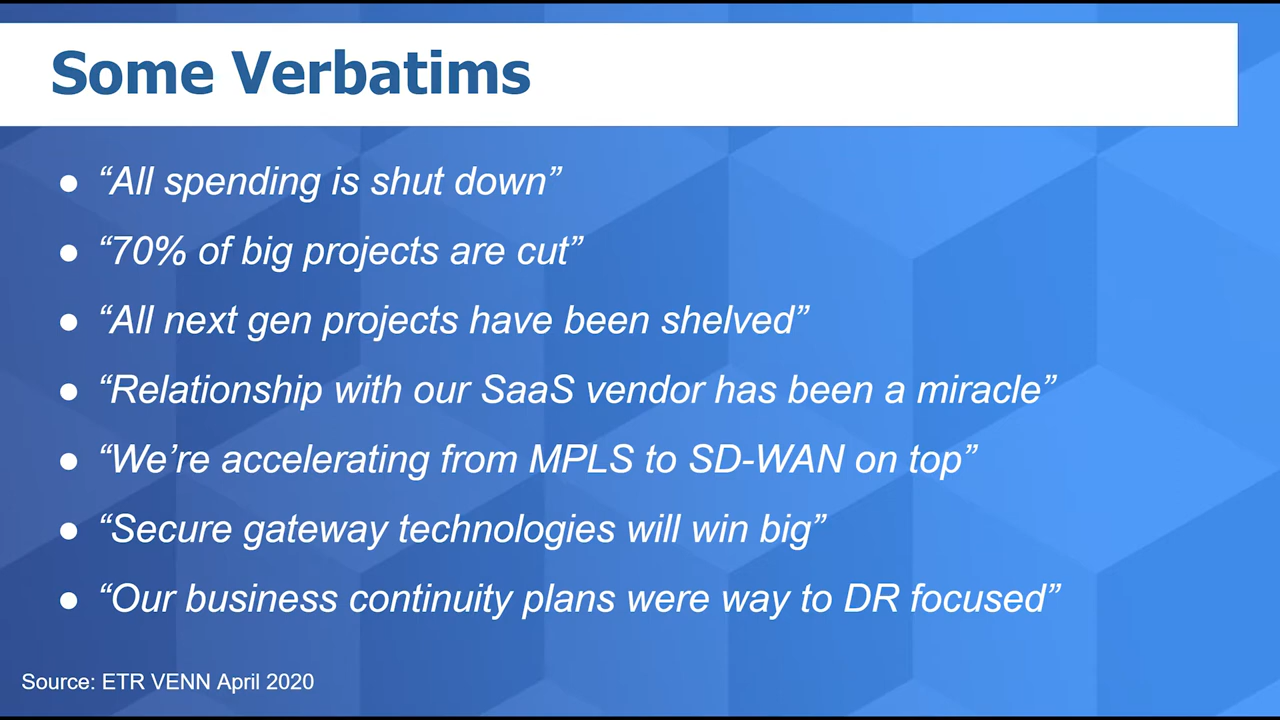 Some Verbatims
● “All spending is shut down”
● “70% of big projects are cut”
● “All next gen projects have been shelved”
● “Relationship with our SaaS vendor has been a miracle”
● “We’re accelerating from MPLS to SD-WAN on top”
● “Secure gateway technologies will win big”
● “Our business continuity plans were way to DR focused”
Source: ETR VENN April 2020